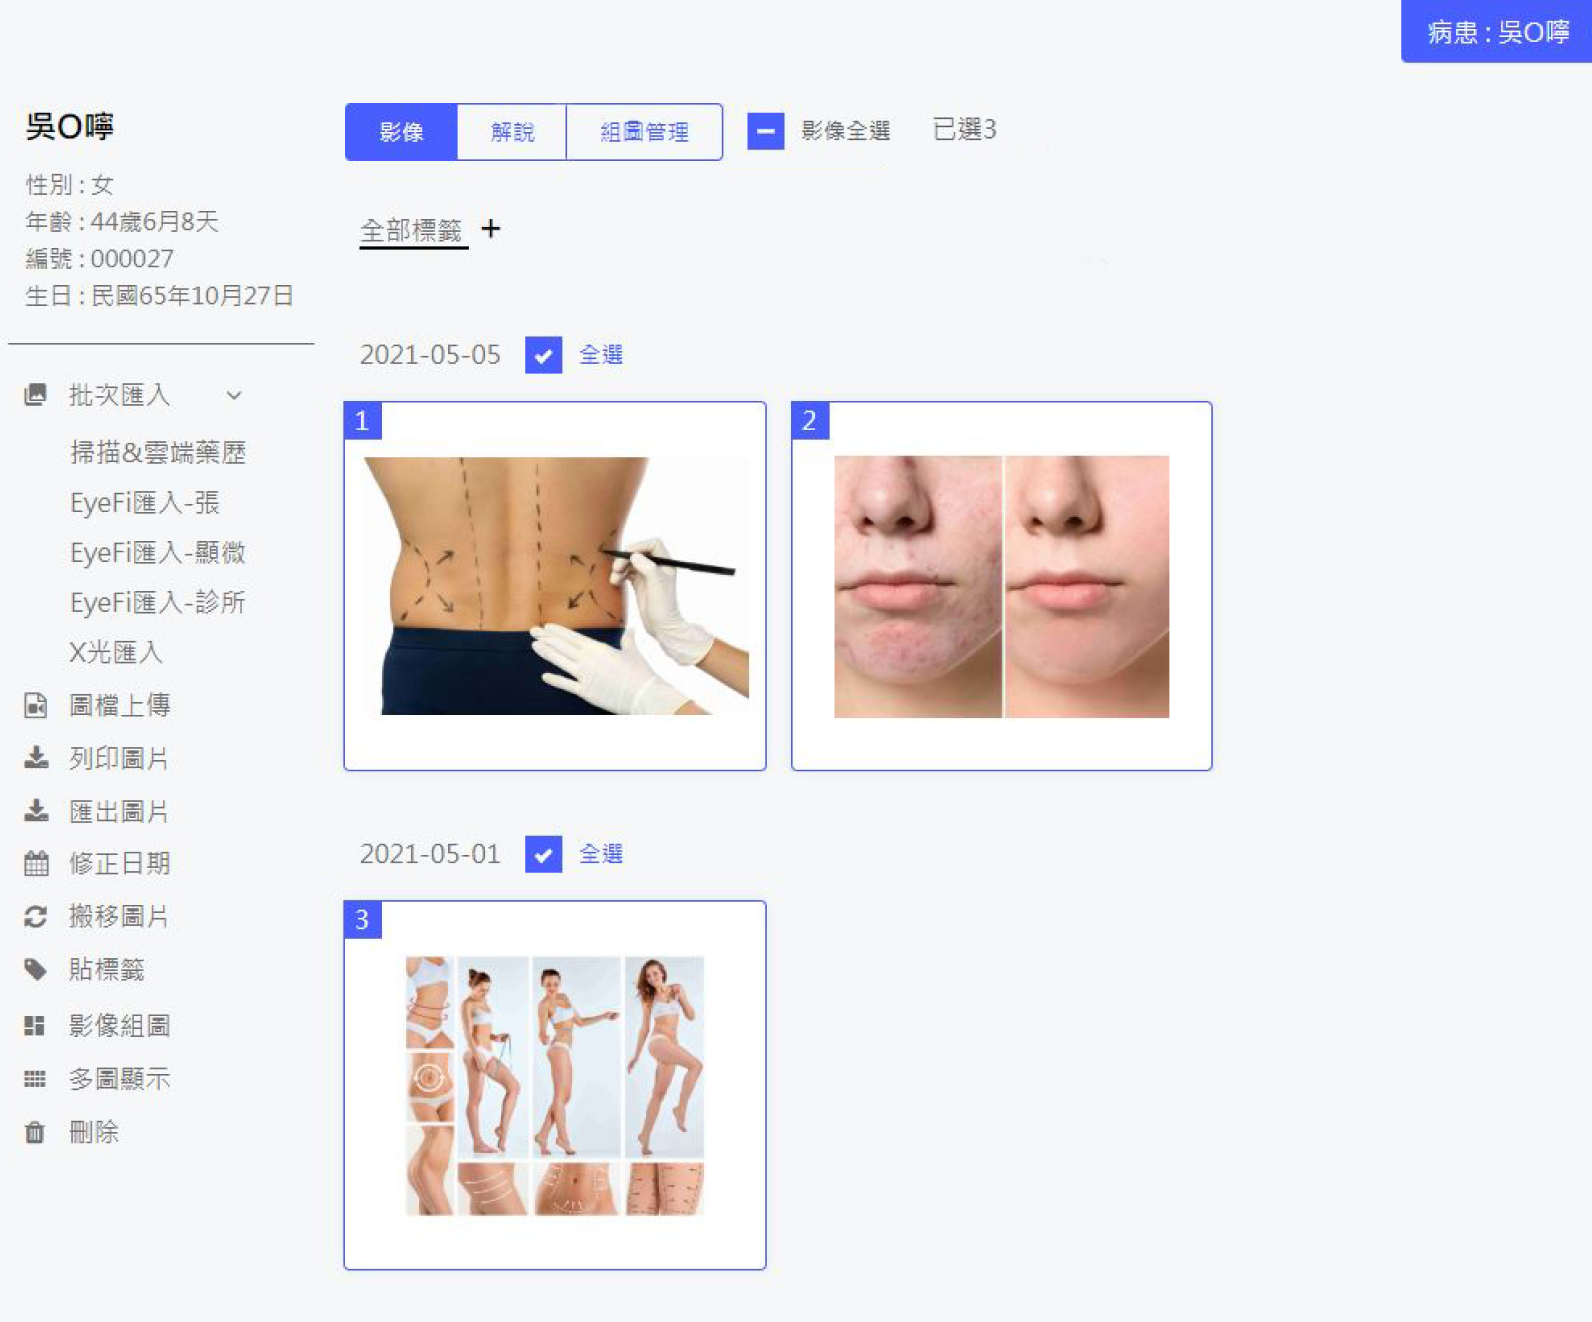 病患 : 吳O嚀
吳O嚀
性別 : 女
年齡 : 44歲6月8天
編號 : 000027
生日 : 民國65年10月27日
批次匯入
掃描&雲端藥歷
EyeFi匯入-張
EyeFi匯入-顯微
EyeFi匯入-診所
X光匯入
圖檔上傳
列印圖片
匯出圖片
修正日期
搬移圖片
貼標籤
影像組圖
多圖顯示
刪除
影像 解說 組圖管理 影像全選 已選3
全部標籤 +
2021-05-05 全選
1
2
2021-05-01 全選
3